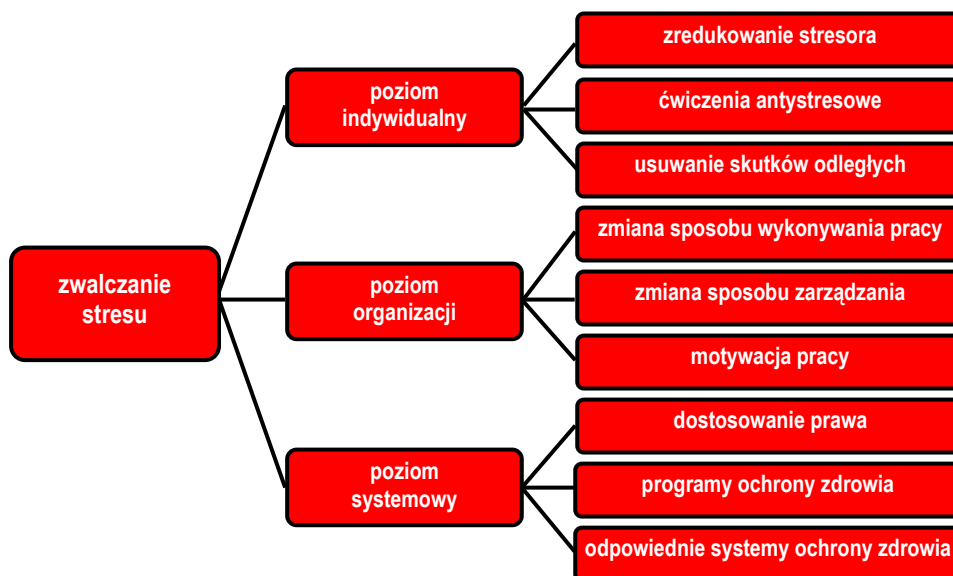 zwalczanie
stresu
poziom
indywidualny
zredukowanie stresora
ćwiczenia antystresowe
usuwanie skutków odległych
poziom
organizacji
zmiana sposobu wykonywania pracy
zmiana sposobu zarządzania
motywacja pracy
poziom
systemowy
dostosowanie prawa
programy ochrony zdrowia
odpowiednie systemy ochrony zdrowia